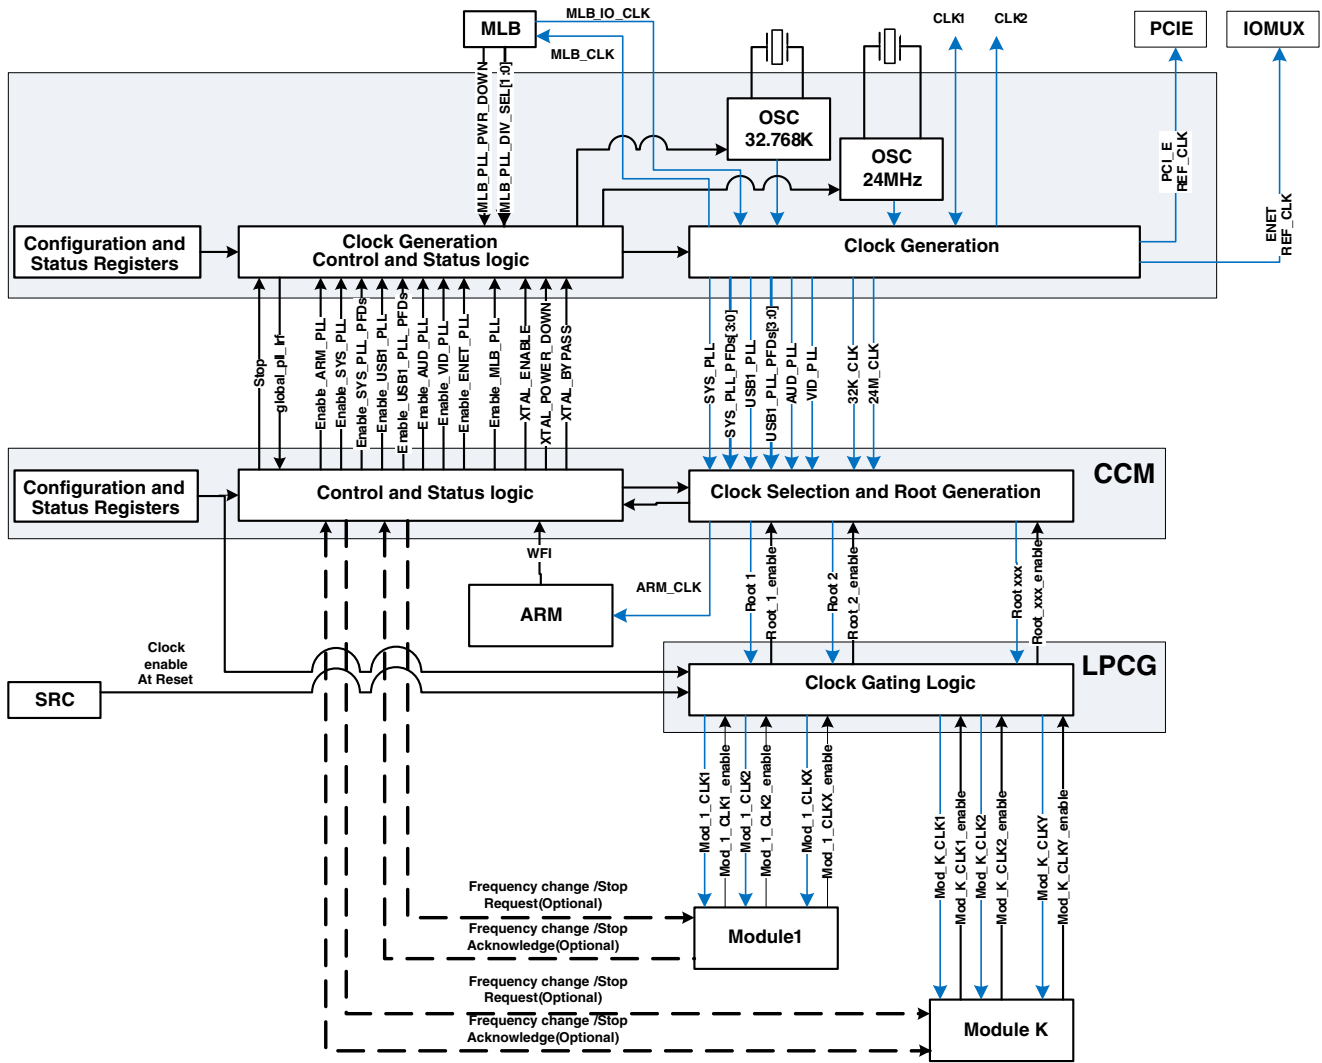 MLB
MLB_IO_CLK
MLB_CLK
CLK1
CLK2
PCIE
IOMUX
MLB_PLL_PWR_DOWN
MLB_PLL_DIV_SEL[1:0]
OSC
32.768K
OSC
24MHz
PCI_E
REF_CLK
ENET
REF_CLK
Configuration and
Status Registers
Clock Generation
Control and Status logic
Clock Generation
Stop
global_pll_lrf
Enable_ARM_PLL
Enable_SYS_PLL
Enable_SYS_PLL_PFDs
Enable_USB1_PLL
Enable_USB1_PLL_PFDs
Enable_AUD_PLL
Enable_VID_PLL
Enable_ENET_PLL
Enable_MLB_PLL
XTAL_ENABLE
XTAL_POWER_DOWN
XTAL_BYPASS
SYS_PLL
SYS_PLL_PFDs[3:0]
USB1_PLL
USB1_PLL_PFDs[3:0]
AUD_PLL
VID_PLL
32K_CLK
24M_CLK
CCM
Configuration and
Status Registers
Control and Status logic
Clock Selection and Root Generation
WFI
ARM
ARM_CLK
Root 1
Root_1_enable
Root 2
Root_2_enable
Root xxx
Root_xxx_enable
Clock
enable
At Reset
SRC
LPCG
Clock Gating Logic
Mod_1_CLK1
Mod_1_CLK1_enable
Mod_1_CLK2
Mod_1_CLK2_enable
Mod_1_CLKX
Mod_1_CLKX_enable
Mod_K_CLK1
Mod_K_CLK1_enable
Mod_K_CLK2
Mod_K_CLK2_enable
Mod_K_CLKY
Mod_K_CLKY_enable
Frequency change /Stop
Request(Optional)
Frequency change /Stop
Acknowledge(Optional)
Module1
Frequency change /Stop
Request(Optional)
Frequency change /Stop
Acknowledge(Optional)
Module K